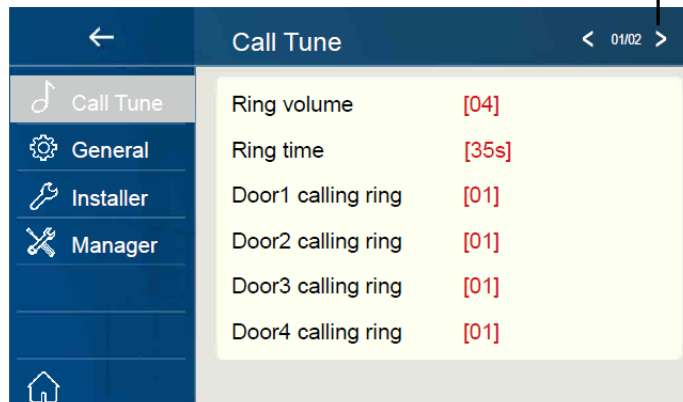 Call Tune
< 01/02 >
Call Tune
General
Installer
Manager
Ring volume [04]
Ring time [35s]
Door1 calling ring [01]
Door2 calling ring [01]
Door3 calling ring [01]
Door4 calling ring [01]